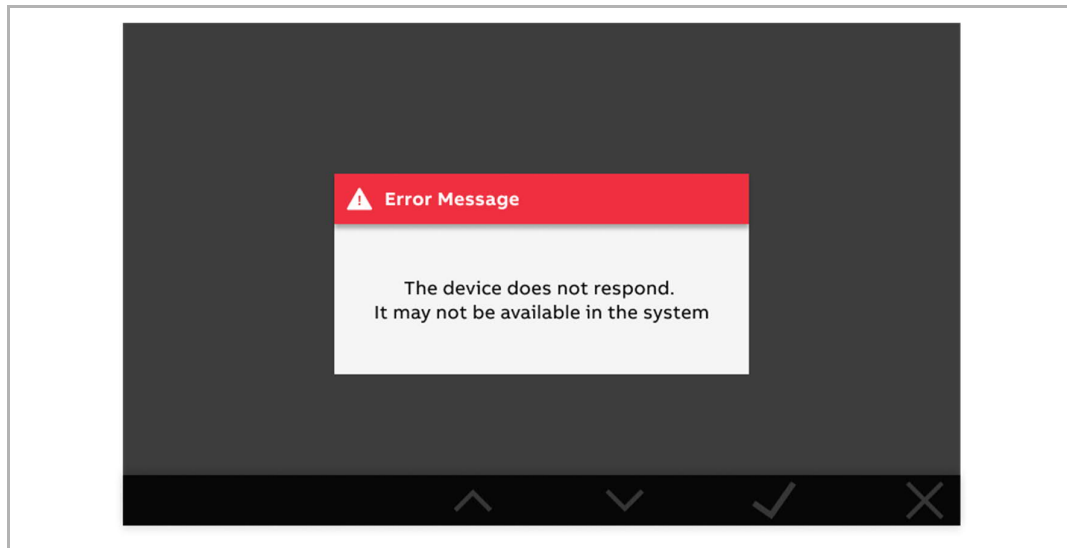 Error Message
The device does not respond.
It may not be available in the system